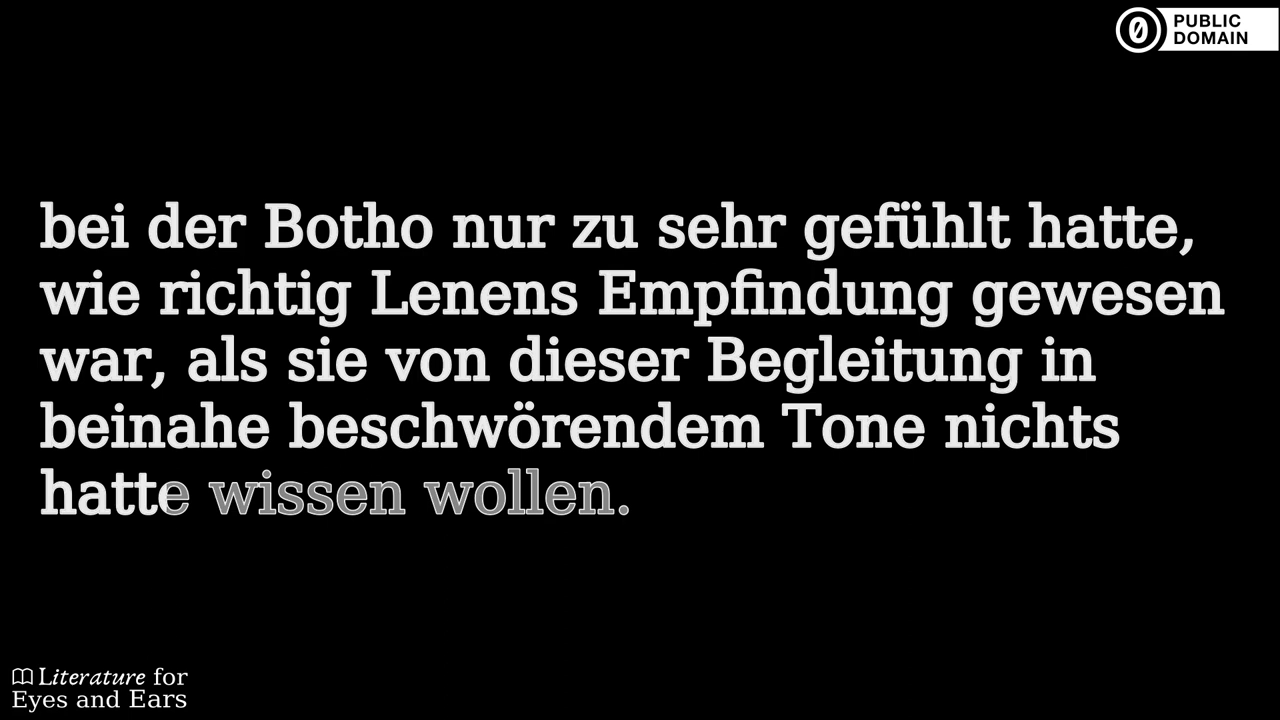 PUBLIC
DOMAIN
bei der Botho nur zu sehr gefühlt hatte,
wie richtig Lenens Empfindung gewesen
war, als sie von dieser Begleitung in
beinahe beschwörendem Tone nichts
hatte wissen wollen.
Literature for
Eyes and Ears